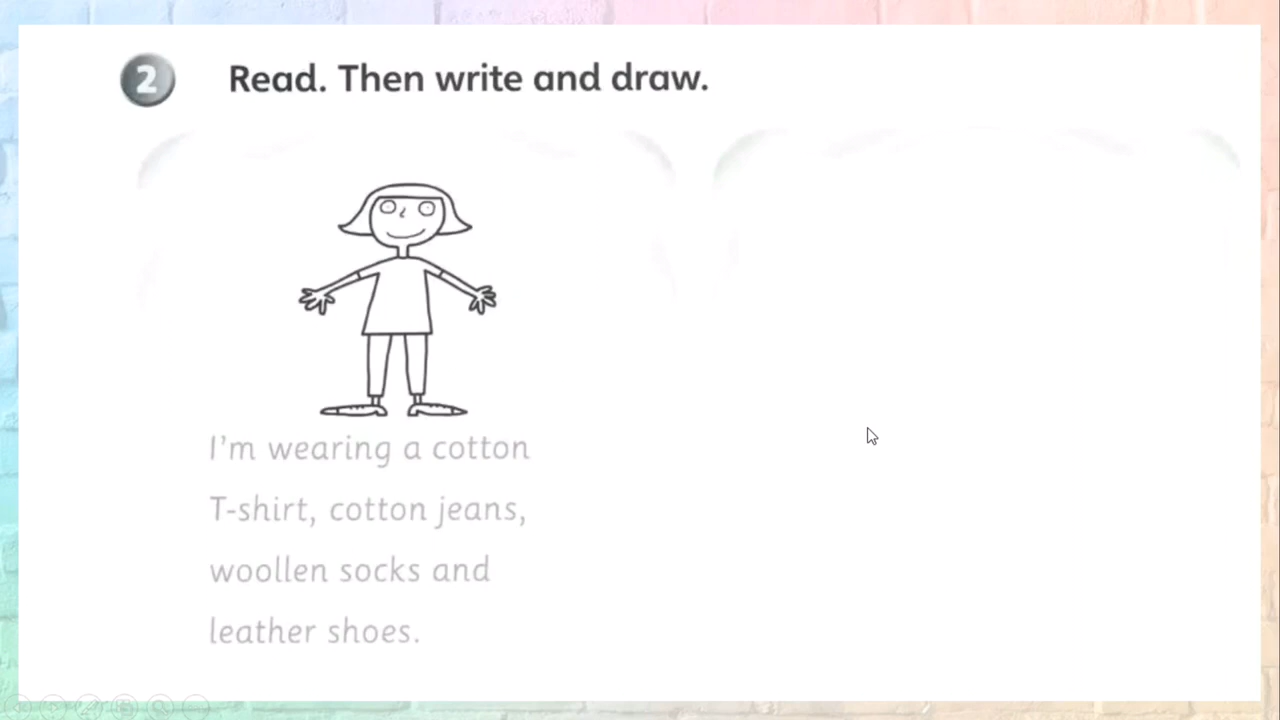 2 Read. Then write and draw.
I'm wearing a cotton
T-shirt, cotton jeans,
woollen socks and
leather shoes.